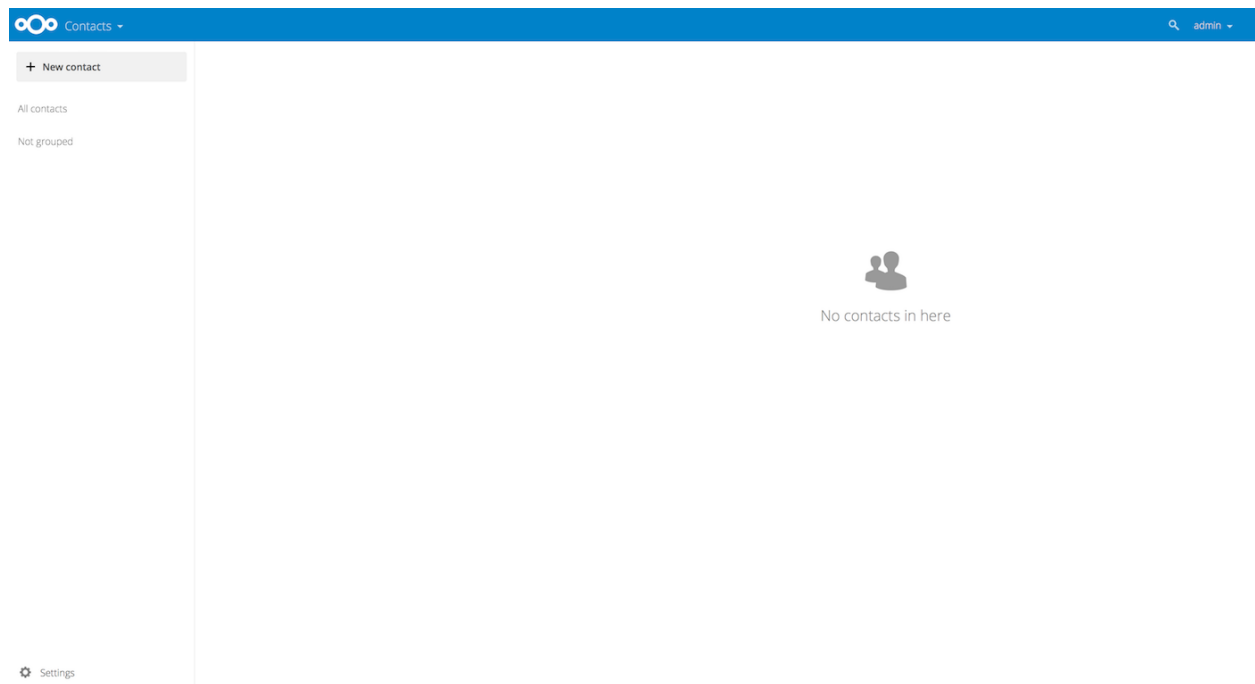 Contacts
admin
+ New contact
All contacts
Not grouped
No contacts in here
Settings